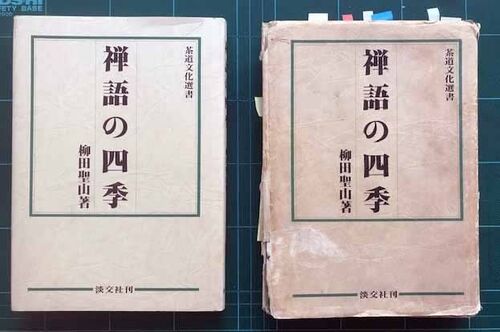 FETY BASE
茶道文化選書
禅語の四季
柳田聖山著
淡交社刊
茶道文化選書
禅語の四季
柳田聖山著
淡交社刊